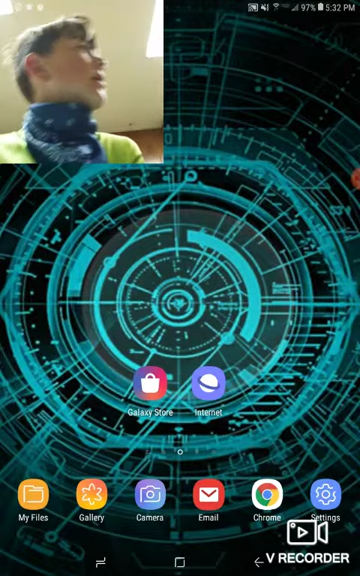 97% 5:32 PM
Galaxy Store
Internet
My Files
Gallery
Camera
Email
Chrome
Settings
V RECORDER